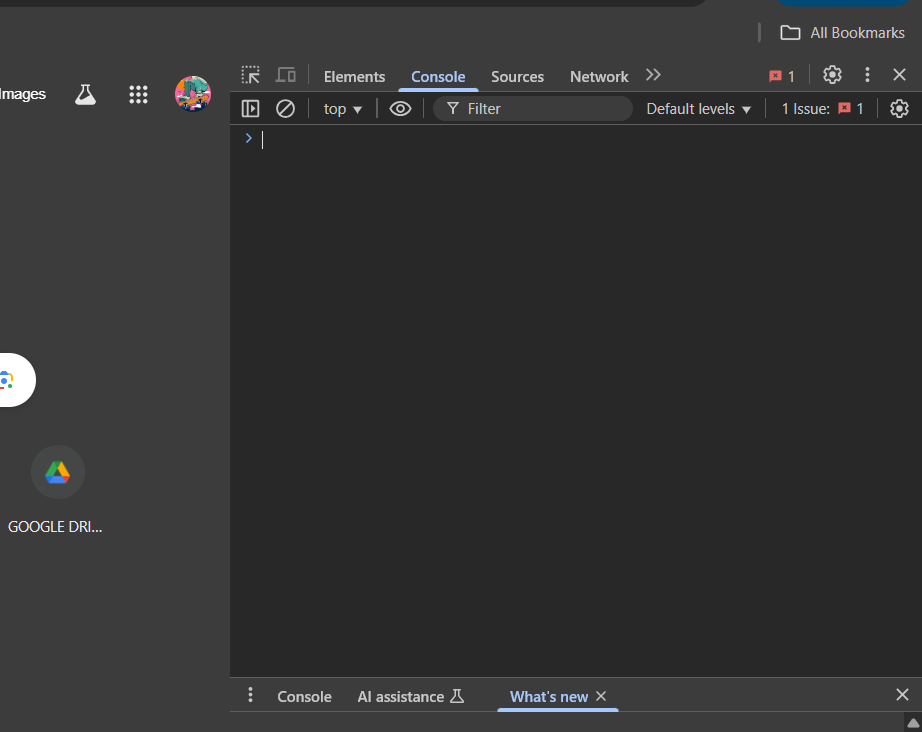 All Bookmarks
Images
Elements Console Sources Network 1
top Filter Default levels 1 Issue: 1
GOOGLE DRI...
Console AI assistance What's new